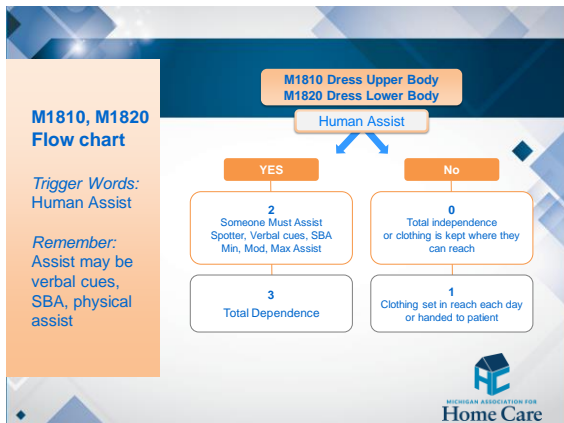 M1810, M1820
Flow chart
Trigger Words:
Human Assist
Remember:
Assist may be
verbal cues,
SBA, physical
assist
M1810 Dress Upper Body
M1820 Dress Lower Body
Human Assist
YES
2
Someone Must Assist
Spotter, Verbal cues, SBA
Min, Mod, Max Assist
3
Total Dependence
No
0
Total independence
or clothing is kept where they
can reach
1
Clothing set in reach each day
or handed to patient
MICHIGAN ASSOCIATION FOR
Home Care